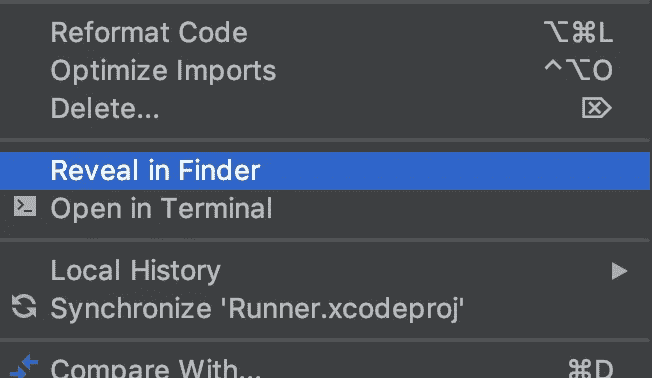 Reformat Code ⌥⌘L
Optimize Imports ^⌥O
Delete... ⌦
Reveal in Finder
Open in Terminal
Local History ▶
Synchronize 'Runner.xcodeproj'
Compare With... ⌘D